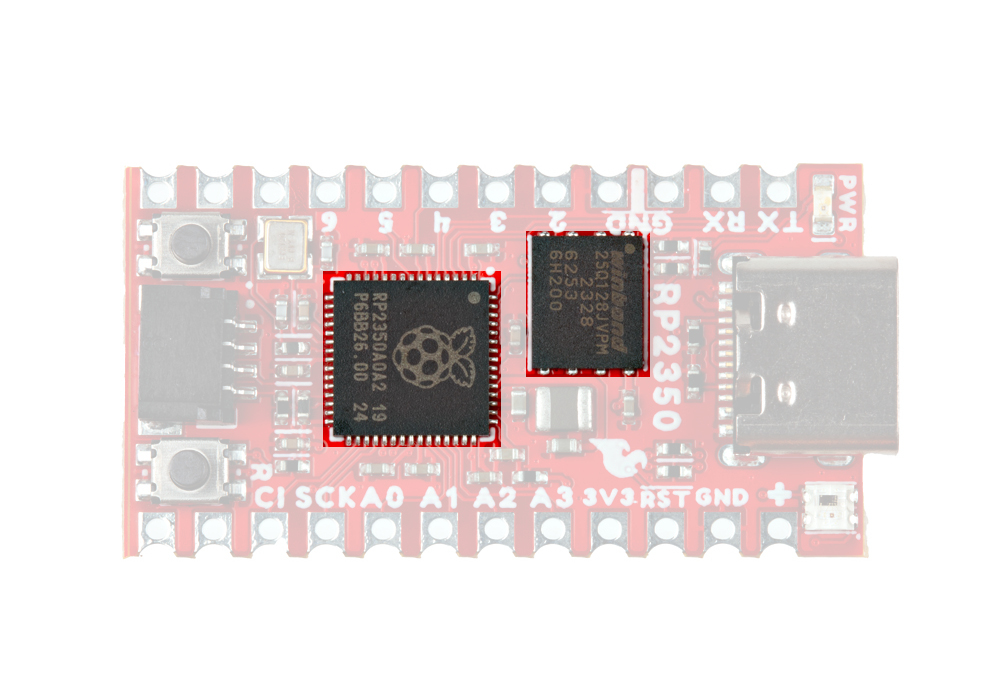 TX RX GND 2 3 4 5 6
PWR
RP2350A0A2 19
P6BB26.00 24
winbond
25Q128JVPM
2328
6253
6H200
RP2350
R
CI SCK A0 A1 A2 A3 3V3 RST GND +